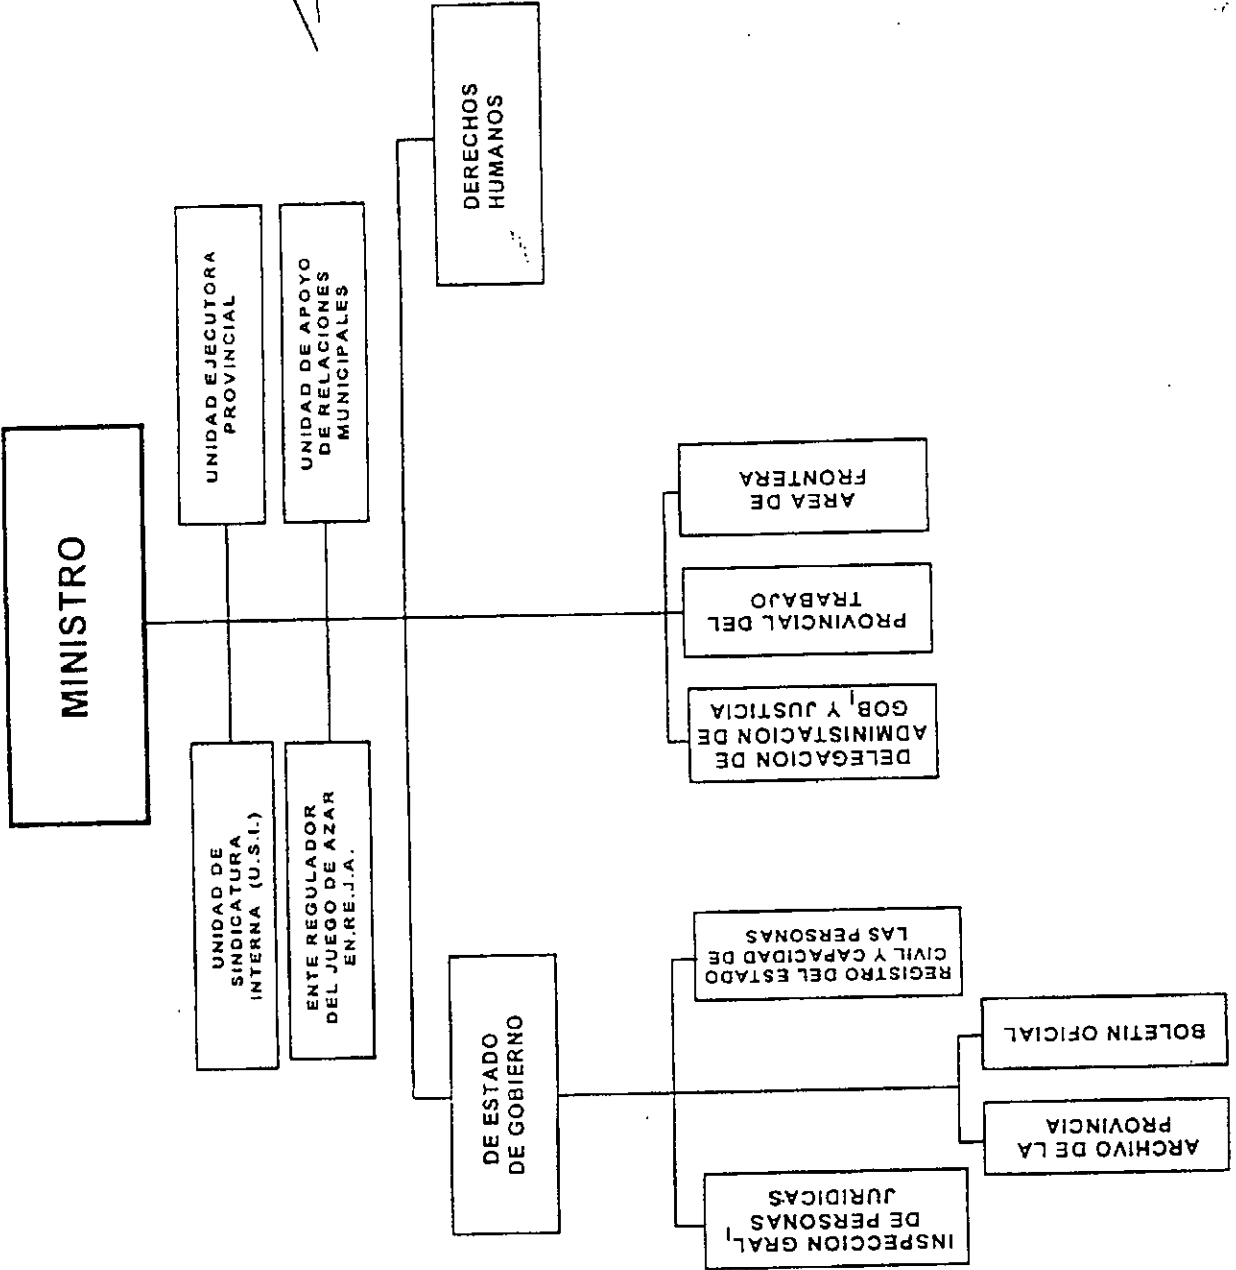 MINISTRO
UNIDAD DE
SINDICATURA
INTERNA (U.S.I.)
UNIDAD EJECUTORA
PROVINCIAL
ENTE REGULADOR
DEL JUEGO DE AZAR
EN.RE.J.A.
UNIDAD DE APOYO
DE RELACIONES
MUNICIPALES
DE ESTADO
DE GOBIERNO
DERECHOS
HUMANOS
INSPECCION GRAL
DE PERSONAS
JURIDICAS
REGISTRO DEL ESTADO
CIVIL Y CAPACIDAD DE
LAS PERSONAS
DELEGACION DE
ADMINISTACION DE
GOB Y JUSTICIA
PROVINCIAL DEL
TRABAJO
AREA DE
FRONTERA
ARCHIVO DE LA
PROVINCIA
BOLETIN OFICIAL